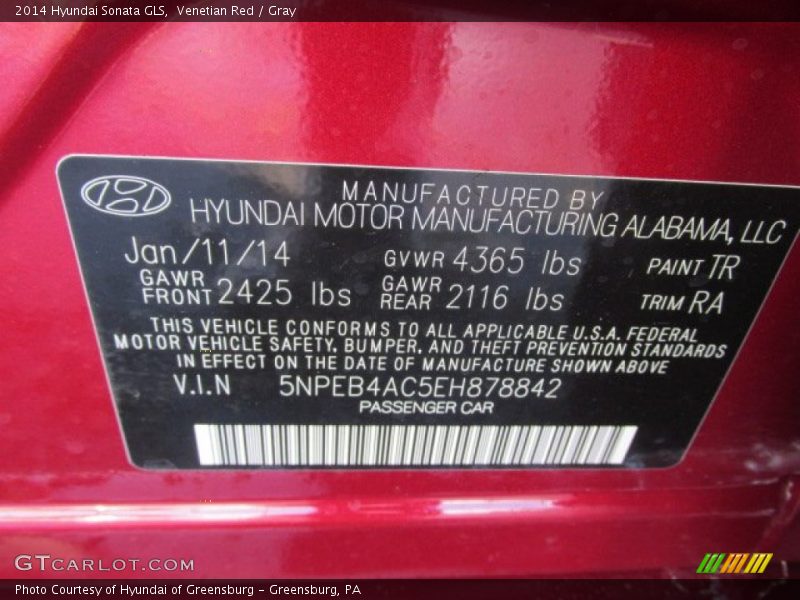 2014 Hyundai Sonata GLS, Venetian Red / Gray
MANUFACTURED BY
HYUNDAI MOTOR MANUFACTURING ALABAMA, LLC
Jan/11/14 GVWR 4365 lbs PAINT TR
GAWR FRONT 2425 lbs GAWR REAR 2116 lbs TRIM RA
THIS VEHICLE CONFORMS TO ALL APPLICABLE U.S.A. FEDERAL
MOTOR VEHICLE SAFETY, BUMPER, AND THEFT PREVENTION STANDARDS
IN EFFECT ON THE DATE OF MANUFACTURE SHOWN ABOVE
V.I.N 5NPEB4AC5EH878842
PASSENGER CAR
GTCARLOT.COM
Photo Courtesy of Hyundai of Greensburg - Greensburg, PA